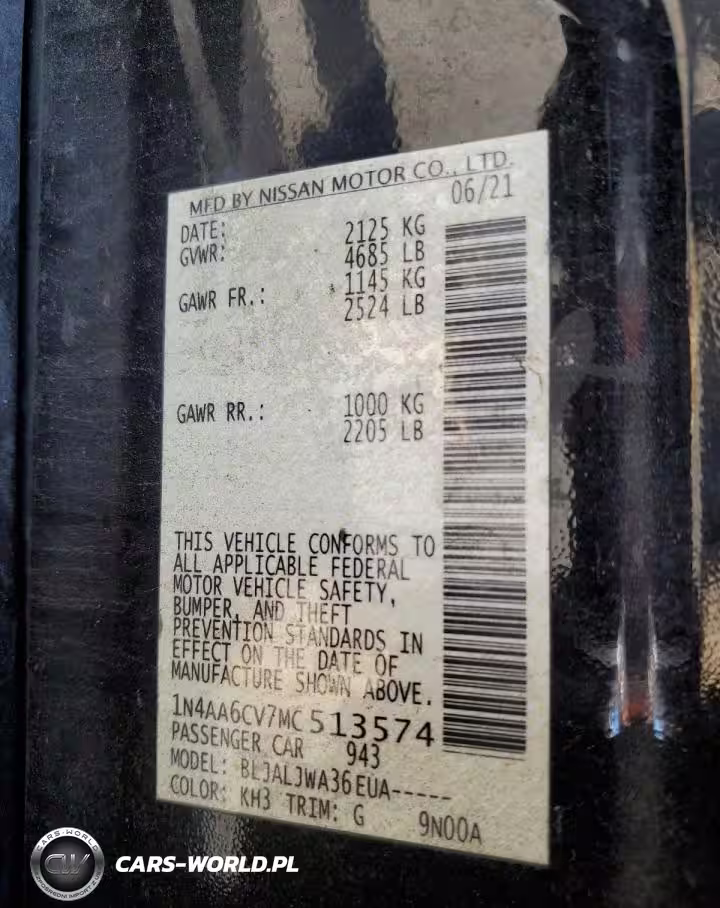 MFD BY NISSAN MOTOR CO., LTD.
DATE: 06/21
GVWR: 2125 KG
4685 LB
GAWR FR.: 1145 KG
2524 LB
GAWR RR.: 1000 KG
2205 LB
THIS VEHICLE CONFORMS TO
ALL APPLICABLE FEDERAL
MOTOR VEHICLE SAFETY,
BUMPER, AND THEFT
PREVENTION STANDARDS IN
EFFECT ON THE DATE OF
MANUFACTURE SHOWN ABOVE.
1N4AA6CV7MC513574
PASSENGER CAR 943
MODEL: BLJALJWA36EUA-----
COLOR: KH3 TRIM: G 9N00A
CARS-WORLD
CW
CARS-WORLD.PL